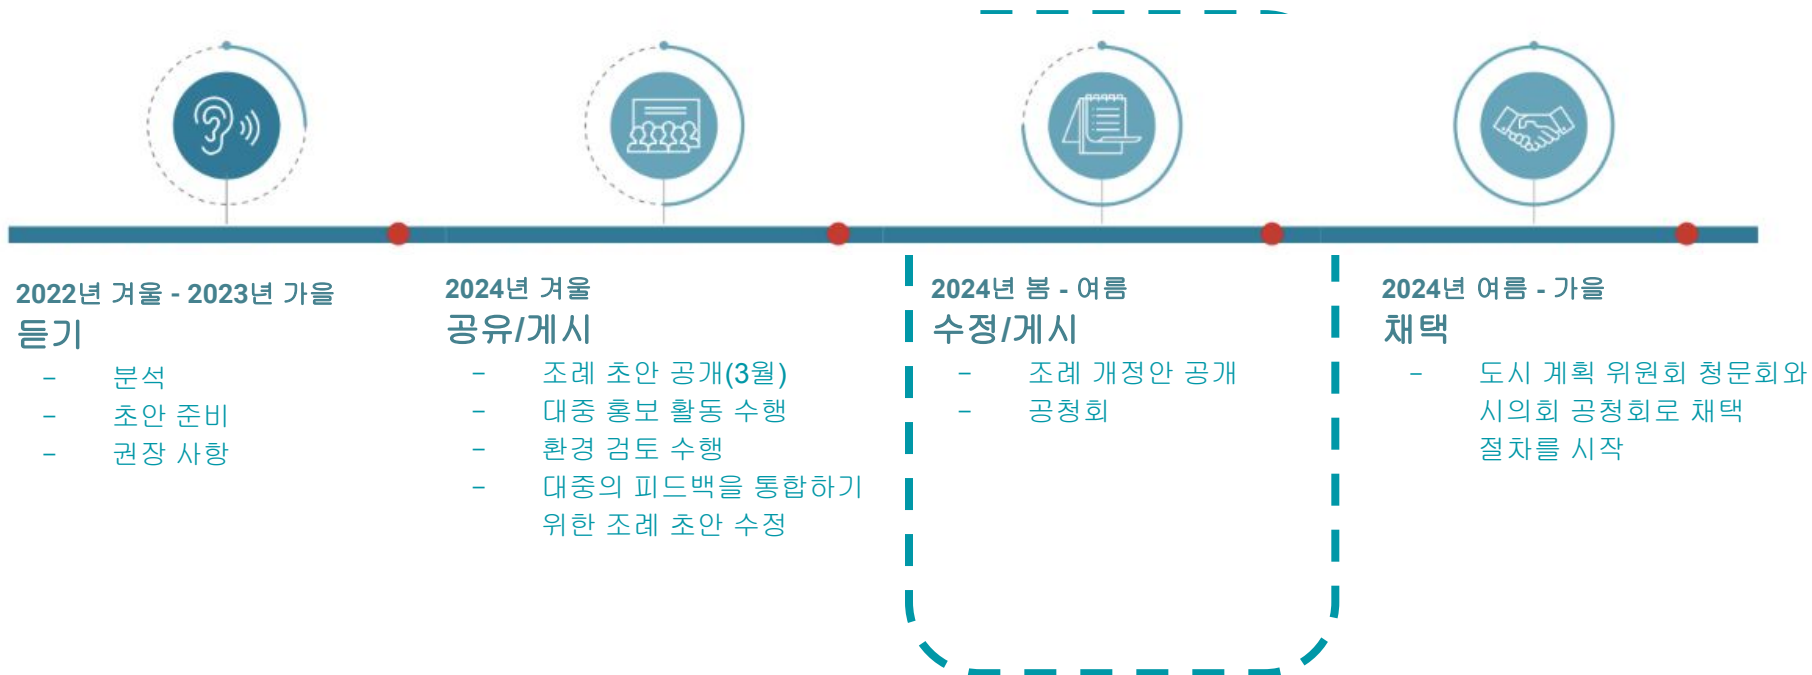 2022년 겨울 - 2023년 가을
듣기
- 분석
- 초안 준비
- 권장 사항
2024년 겨울
공유/게시
- 조례 초안 공개(3월)
- 대중 홍보 활동 수행
- 환경 검토 수행
- 대중의 피드백을 통합하기
위한 조례 초안 수정
2024년 봄 - 여름
수정/게시
- 조례 개정안 공개
- 공청회
2024년 여름 - 가을
채택
- 도시 계획 위원회 청문회와
시의회 공청회로 채택
절차를 시작